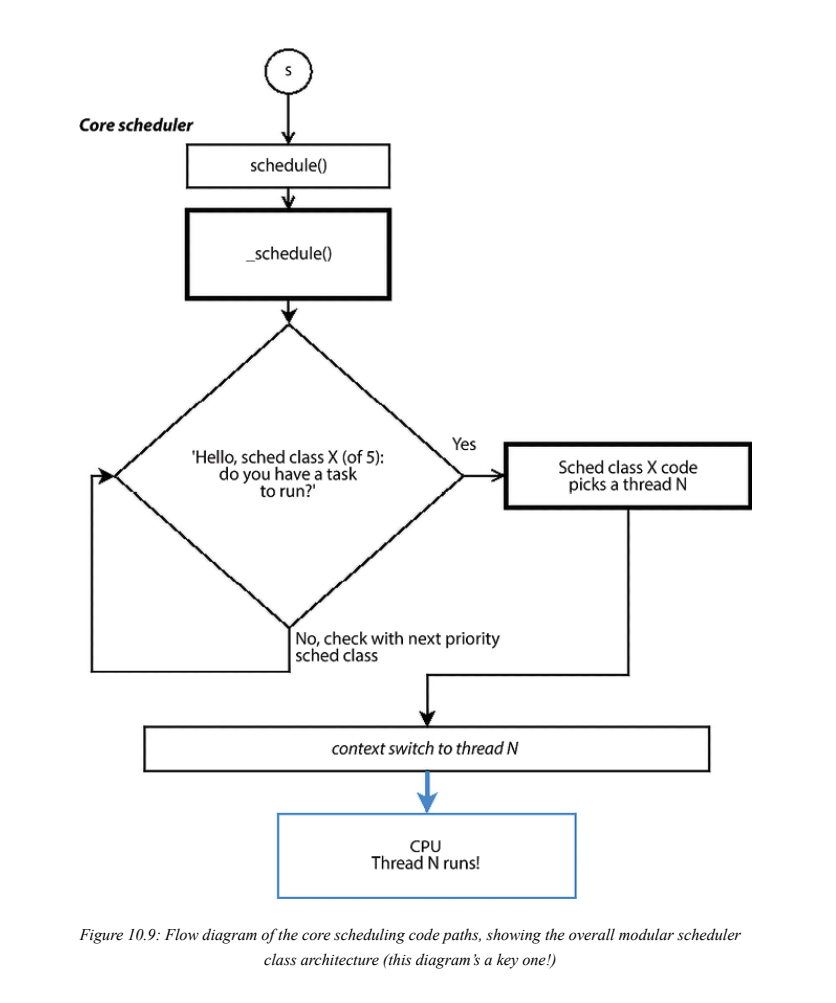 s
Core scheduler
schedule()
_schedule()
'Hello, sched class X (of 5):
do you have a task
to run?'
Yes
Sched class X code
picks a thread N
No, check with next priority
sched class
context switch to thread N
CPU
Thread N runs!
Figure 10.9: Flow diagram of the core scheduling code paths, showing the overall modular scheduler
class architecture (this diagram's a key one!)